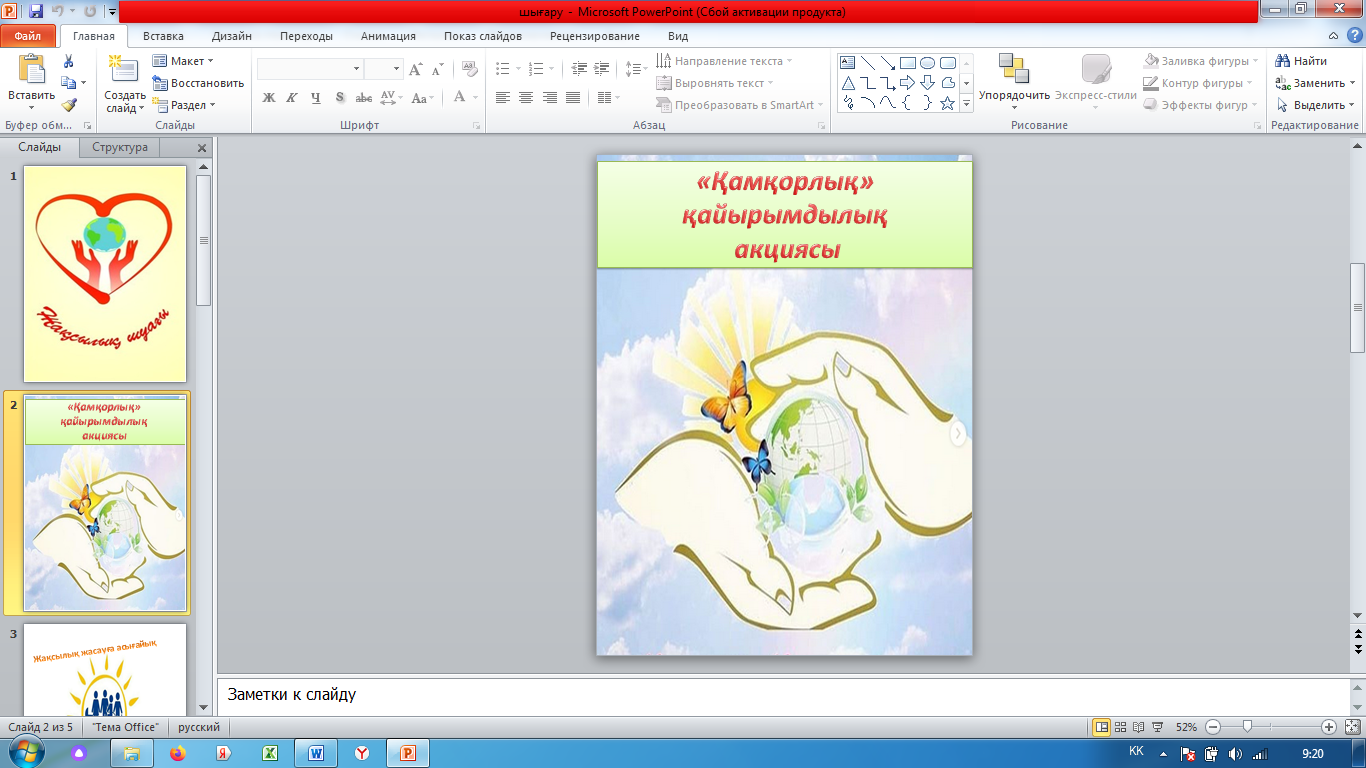 шығару - Microsoft PowerPoint (Сбой активации продукта)
Файл Главная Вставка Дизайн Переходы Анимация Показ слайдов Рецензирование Вид
Вставить
Буфер обм...
Создать слайд
Макет
Восстановить
Раздел
Слайды
Ж К Ч S abc AV Aa А
Шрифт
Направление текста
Выровнять текст
Преобразовать в SmartArt
Абзац
Упорядочить
Экспресс-стили
Заливка фигуры
Контур фигуры
Эффекты фигур
Рисование
Найти
Заменить
Выделить
Редактирование
Слайды Структура
1
Жақсылық шуағы
2
«Қамқорлық»
қайырымдылық
акциясы
3
Жақсылық жасауға асығайық
«Қамқорлық»
қайырымдылық
акциясы
Заметки к слайду
Слайд 2 из 5 "Тема Office" русский 52%
KK 9:20